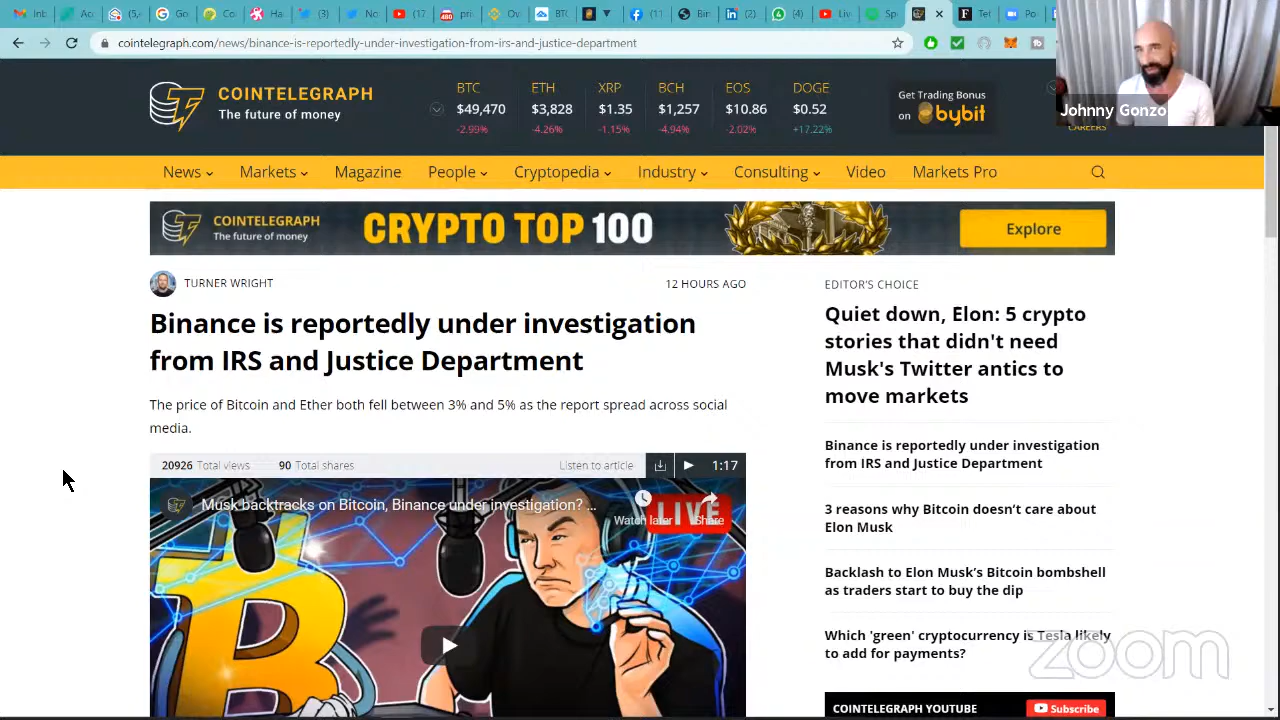 cointelegraph.com/news/binance-is-reportedly-under-investigation-from-irs-and-justice-department
Johnny Gonzo
COINTELEGRAPH
The future of money
BTC ETH XRP BCH EOS DOGE
$49,470 $3,828 $1.35 $1,257 $10.86 $0.52
-2.99% -4.26% -1.15% -4.94% -2.02% +17.22%
Get Trading Bonus
on bybit
CAREERS
News Markets Magazine People Cryptopedia Industry Consulting Video Markets Pro
COINTELEGRAPH
The future of money
CRYPTO TOP 100
Explore
TURNER WRIGHT
12 HOURS AGO
Binance is reportedly under investigation
from IRS and Justice Department
The price of Bitcoin and Ether both fell between 3% and 5% as the report spread across social
media.
20926 Total views 90 Total shares Listen to article 1:17
Musk backtracks on Bitcoin, Binance under investigation? ...
Watch later Share
LIVE
EDITOR'S CHOICE
Quiet down, Elon: 5 crypto
stories that didn't need
Musk's Twitter antics to
move markets
Binance is reportedly under investigation
from IRS and Justice Department
3 reasons why Bitcoin doesn't care about
Elon Musk
Backlash to Elon Musk's Bitcoin bombshell
as traders start to buy the dip
Which 'green' cryptocurrency is Tesla likely
to add for payments?
zoom
COINTELEGRAPH YOUTUBE Subscribe